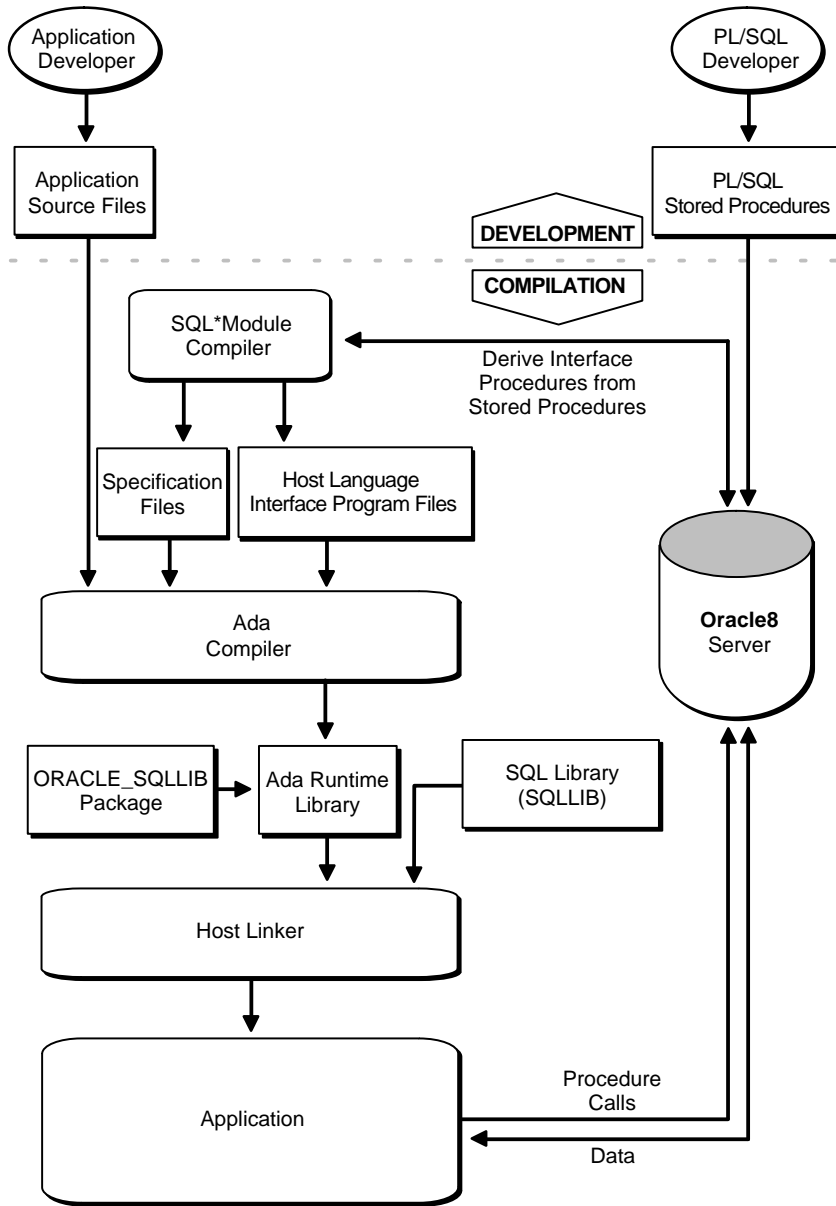 Application
Developer
PL/SQL
Developer
Application
Source Files
PL/SQL
Stored Procedures
DEVELOPMENT
COMPILATION
SQL*Module
Compiler
Derive Interface
Procedures from
Stored Procedures
Specification
Files
Host Language
Interface Program Files
Ada
Compiler
Oracle8
Server
ORACLE_SQLLIB
Package
Ada Runtime
Library
SQL Library
(SQLLIB)
Host Linker
Application
Procedure
Calls
Data